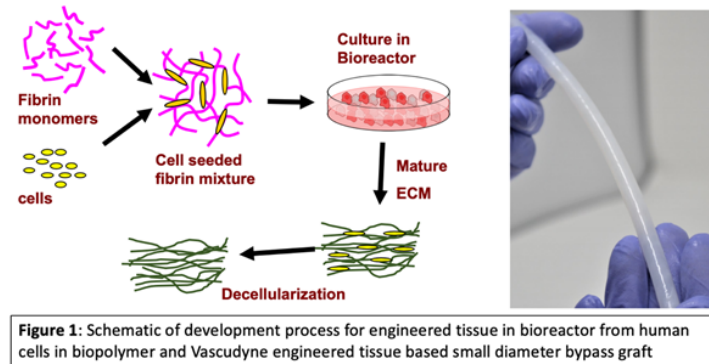 Fibrin
monomers
cells
Cell seeded
fibrin mixture
Culture in
Bioreactor
Mature
ECM
Decellularization
Figure 1: Schematic of development process for engineered tissue in bioreactor from human
cells in biopolymer and Vascudyne engineered tissue based small diameter bypass graft